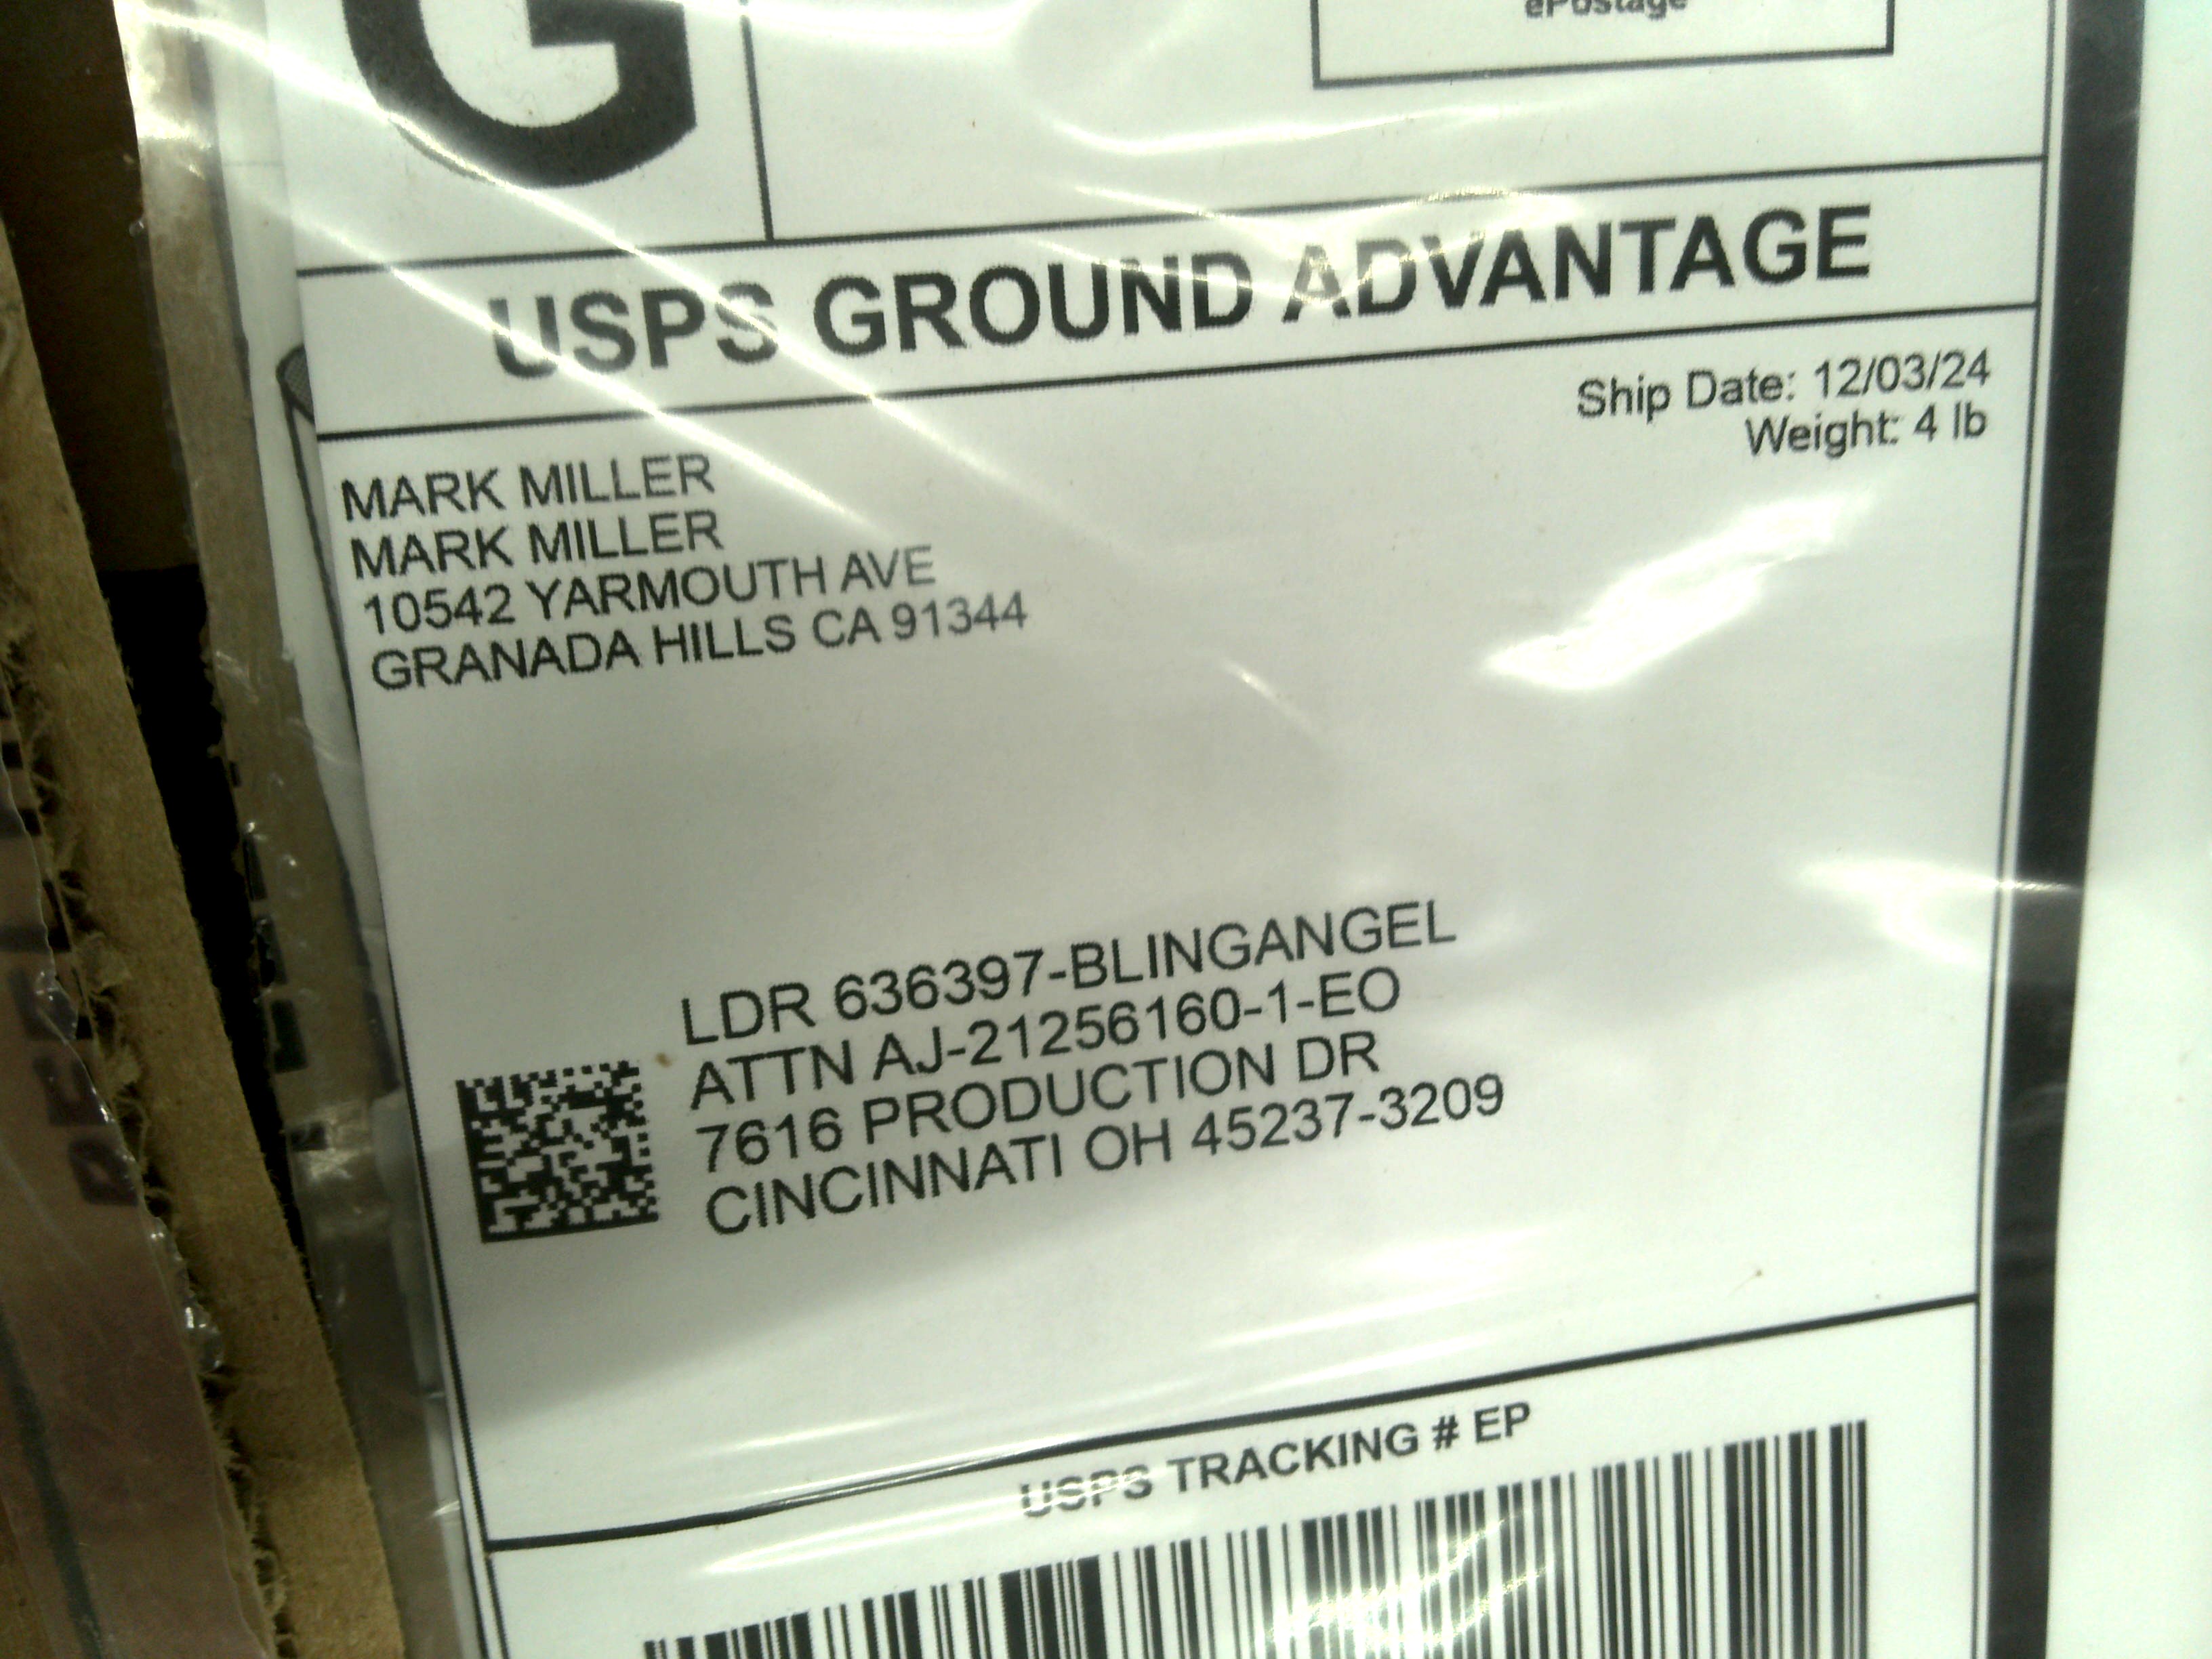 G
ePostage
USPS GROUND ADVANTAGE
Ship Date: 12/03/24
Weight: 4 lb
MARK MILLER
MARK MILLER
10542 YARMOUTH AVE
GRANADA HILLS CA 91344
LDR 636397-BLINGANGEL
ATTN AJ-21256160-1-EO
7616 PRODUCTION DR
CINCINNATI OH 45237-3209
USPS TRACKING # EP